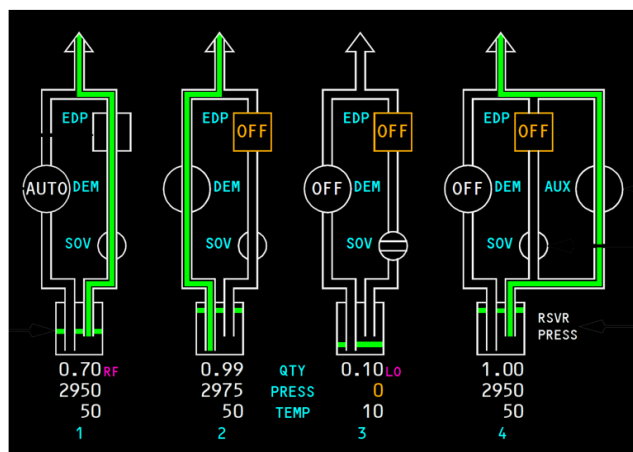 EDP EDP OFF EDP OFF EDP OFF
AUTO DEM DEM OFF DEM OFF DEM AUX
SOV SOV SOV SOV
RSVR
PRESS
0.70 RF 0.99 QTY 0.10 LO 1.00
2950 2975 PRESS 0 2950
50 50 TEMP 10 50
1 2 3 4